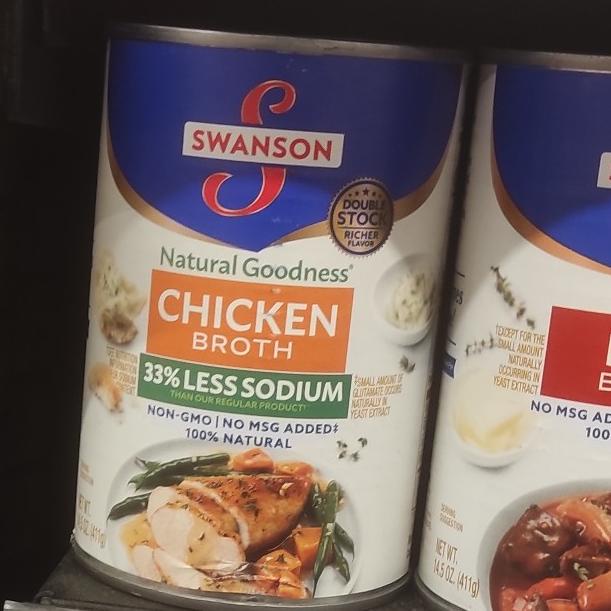 SWANSON
DOUBLE
STOCK
RICHER
FLAVOR
Natural Goodness®
CHICKEN
BROTH
33% LESS SODIUM
THAN OUR REGULAR PRODUCT†
NON-GMO | NO MSG ADDED‡
100% NATURAL
‡SMALL AMOUNT OF
GLUTAMATE OCCURS
NATURALLY IN
YEAST EXTRACT
NET WT.
(411g)
*EXCEPT FOR THE
SMALL AMOUNT
NATURALLY
OCCURRING IN
YEAST EXTRACT
NO MSG AD
100
SERVING
SUGGESTION
NET WT.
14.5 OZ. (411g)